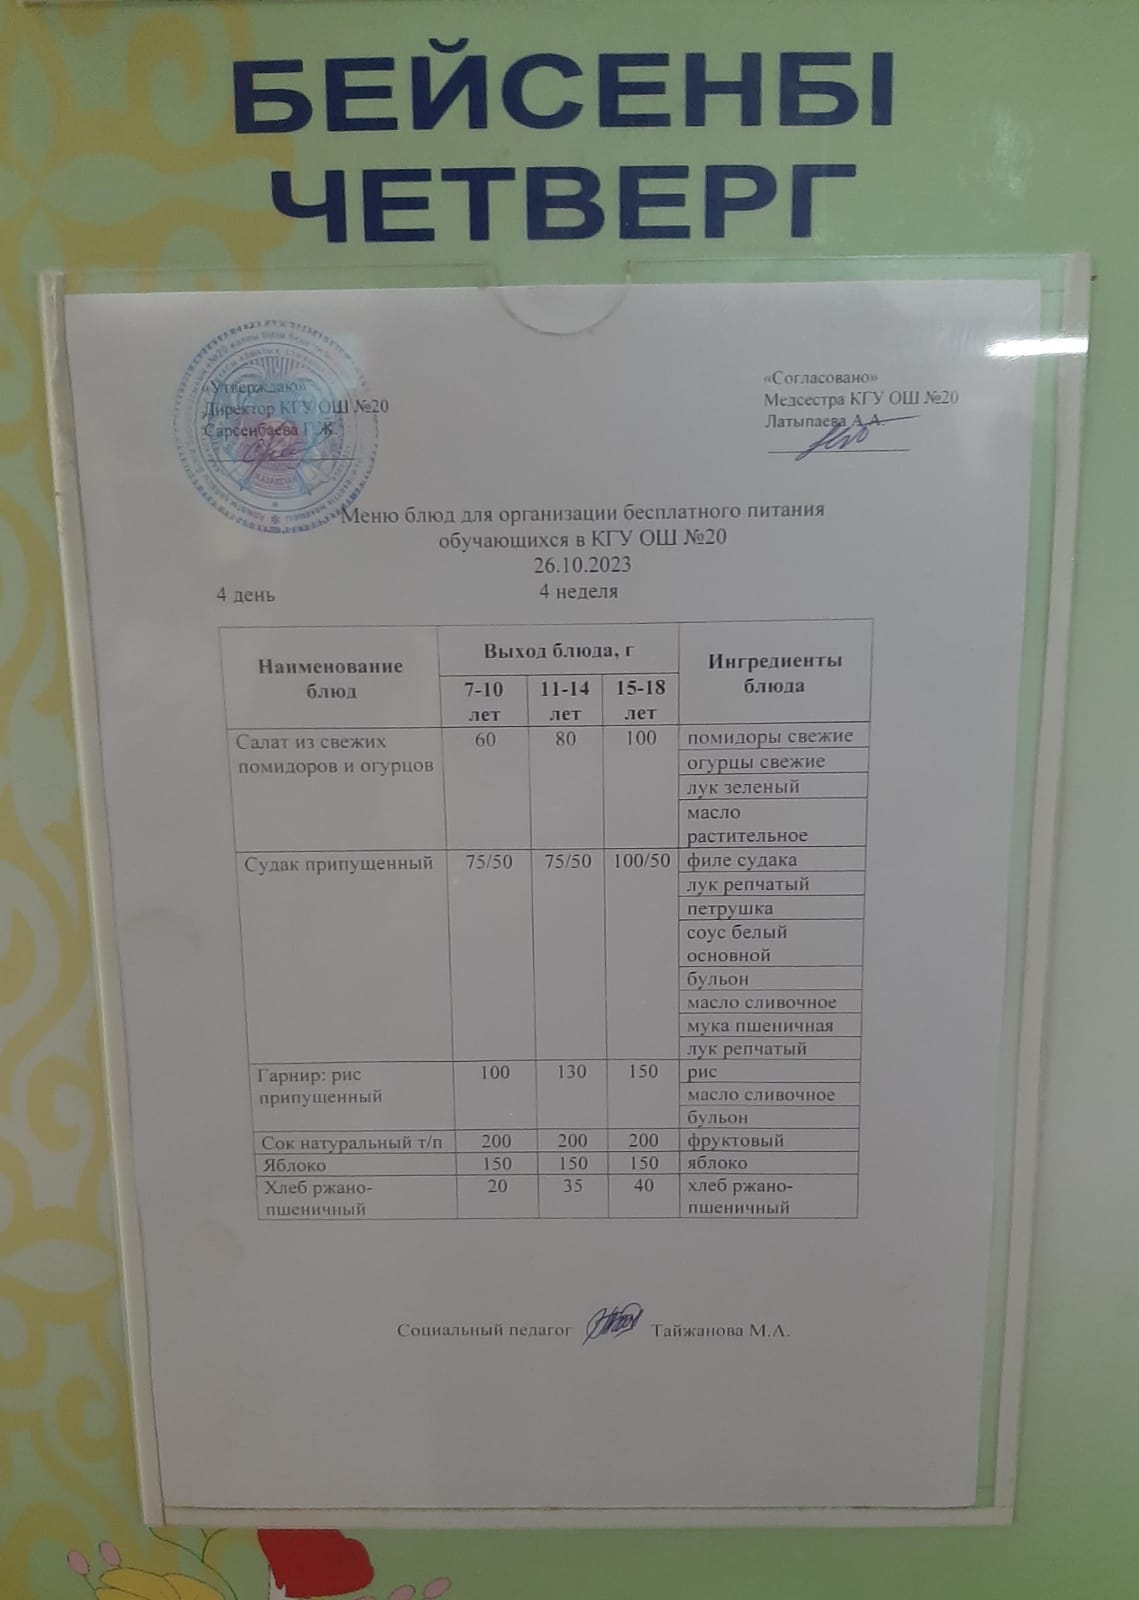 БЕЙСЕНБІ
ЧЕТВЕРГ
«Утверждаю»
Директор КГУ ОШ №20
Сарсенбаева Г.Ж.
«Согласовано»
Медсестра КГУ ОШ №20
Латыпаева А.А.
ҚАЗАҚСТАН
Меню блюд для организации бесплатного питания
обучающихся в КГУ ОШ №20
26.10.2023
4 день 4 неделя
Наименование блюд Выход блюда, г Ингредиенты блюда
7-10 лет 11-14 лет 15-18 лет
Салат из свежих помидоров и огурцов 60 80 100 помидоры свежие
огурцы свежие
лук зеленый
масло
растительное
Судак припущенный 75/50 75/50 100/50 филе судака
лук репчатый
петрушка
соус белый
основной
бульон
масло сливочное
мука пшеничная
лук репчатый
Гарнир: рис припущенный 100 130 150 рис
масло сливочное
бульон
Сок натуральный т/п 200 200 200 фруктовый
Яблоко 150 150 150 яблоко
Хлеб ржано- 20 35 40 хлеб ржано-
пшеничный пшеничный
Социальный педагог Тайжанова М.А.